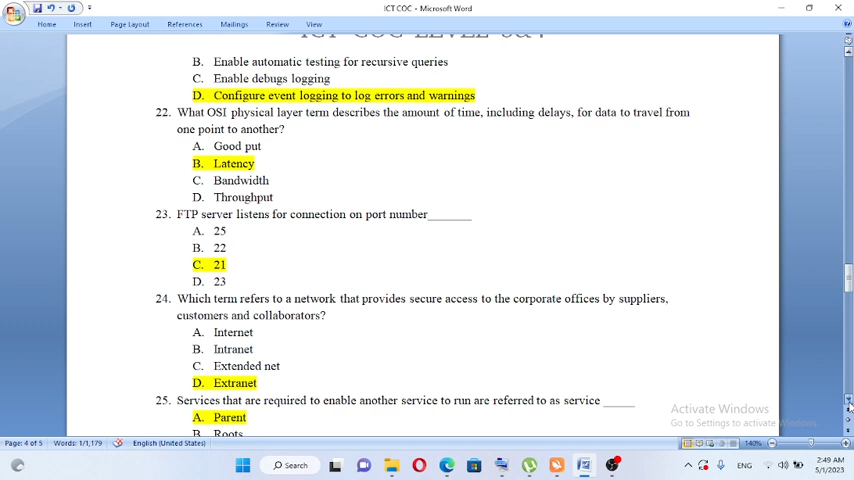 ICT COC - Microsoft Word
Home Insert Page Layout References Mailings Review View
ICT COC LEVEL
B. Enable automatic testing for recursive queries
C. Enable debugs logging
D. Configure event logging to log errors and warnings
22. What OSI physical layer term describes the amount of time, including delays, for data to travel from
one point to another?
A. Good put
B. Latency
C. Bandwidth
D. Throughput
23. FTP server listens for connection on port number_______
A. 25
B. 22
C. 21
D. 23
24. Which term refers to a network that provides secure access to the corporate offices by suppliers,
customers and collaborators?
A. Internet
B. Intranet
C. Extended net
D. Extranet
25. Services that are required to enable another service to run are referred to as service _____
A. Parent
B. Roots
Activate Windows
Go to Settings to activate Windows.
Page: 4 of 5 Words: 1/1,179 English (United States) 140%
Search
ENG
2:49 AM
5/1/2023